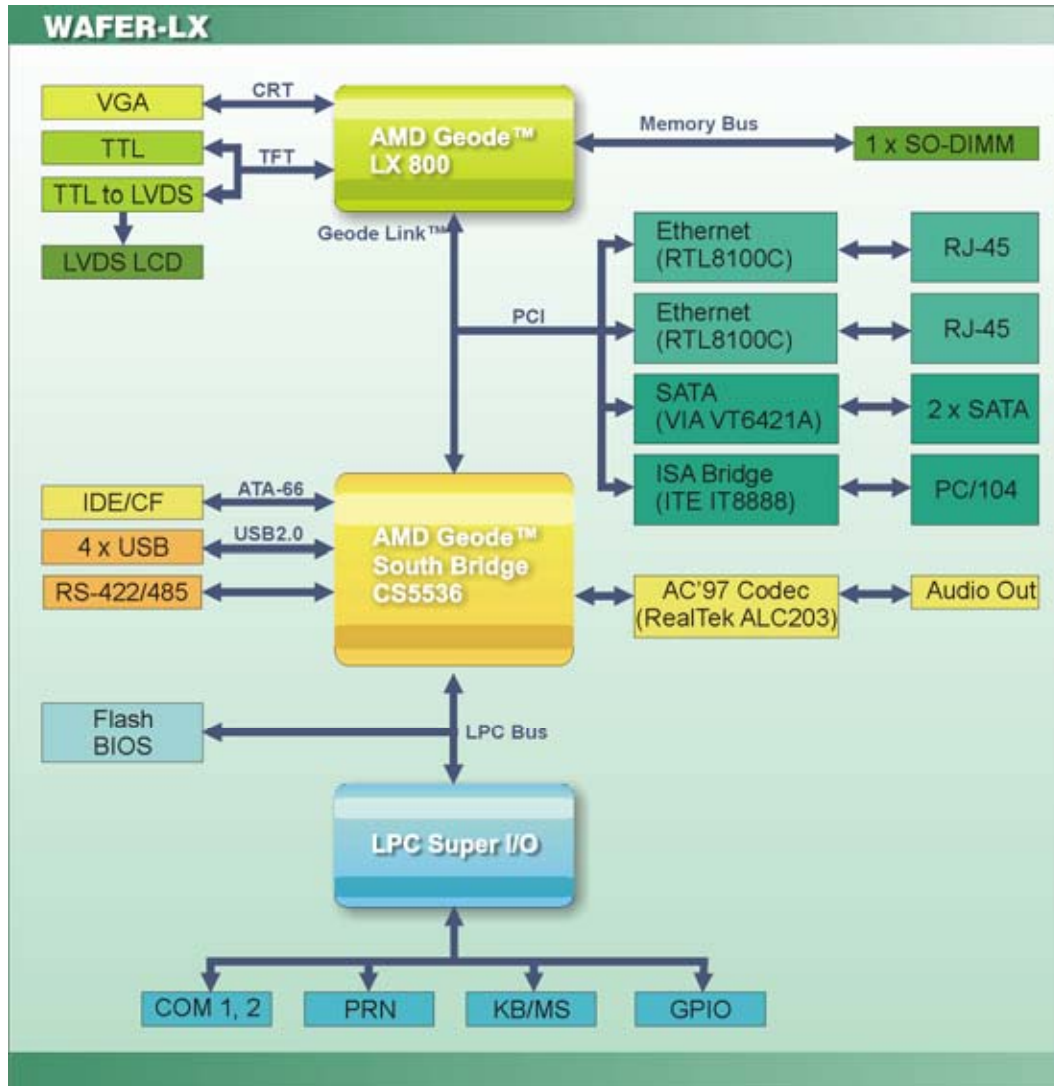 WAFER-LX
VGA
CRT
AMD Geode™
LX 800
Memory Bus
1 x SO-DIMM
TTL
TFT
TTL to LVDS
LVDS LCD
Geode Link™
Ethernet
(RTL8100C)
RJ-45
PCI
Ethernet
(RTL8100C)
RJ-45
SATA
(VIA VT6421A)
2 x SATA
ISA Bridge
(ITE IT8888)
PC/104
IDE/CF
ATA-66
4 x USB
USB2.0
RS-422/485
AMD Geode™
South Bridge
CS5536
AC'97 Codec
(RealTek ALC203)
Audio Out
Flash
BIOS
LPC Bus
LPC Super I/O
COM 1, 2
PRN
KB/MS
GPIO